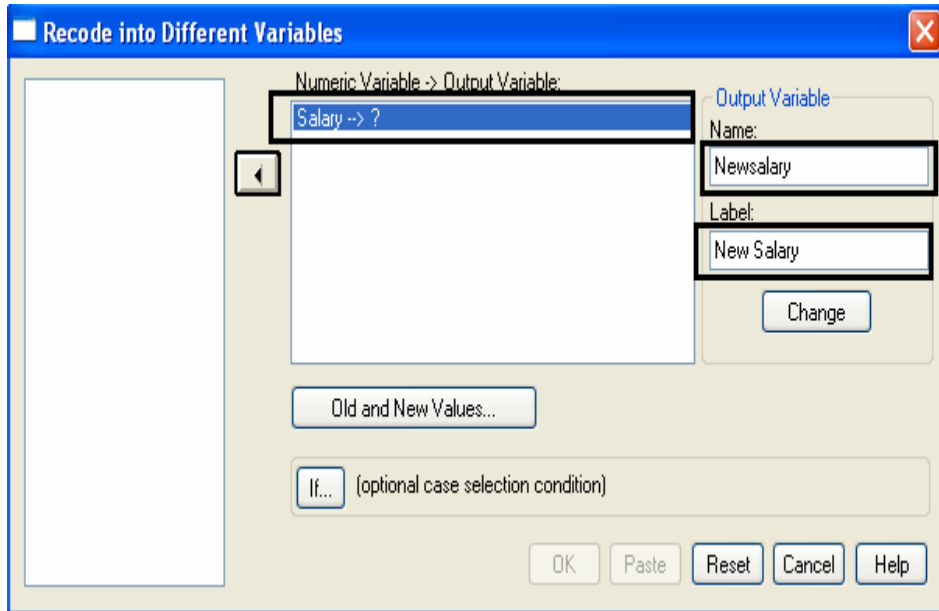 Recode into Different Variables
Numeric Variable -> Output Variable:
Salary --> ?
Output Variable
Name:
Newsalary
Label:
New Salary
Change
Old and New Values...
If...
(optional case selection condition)
OK
Paste
Reset
Cancel
Help